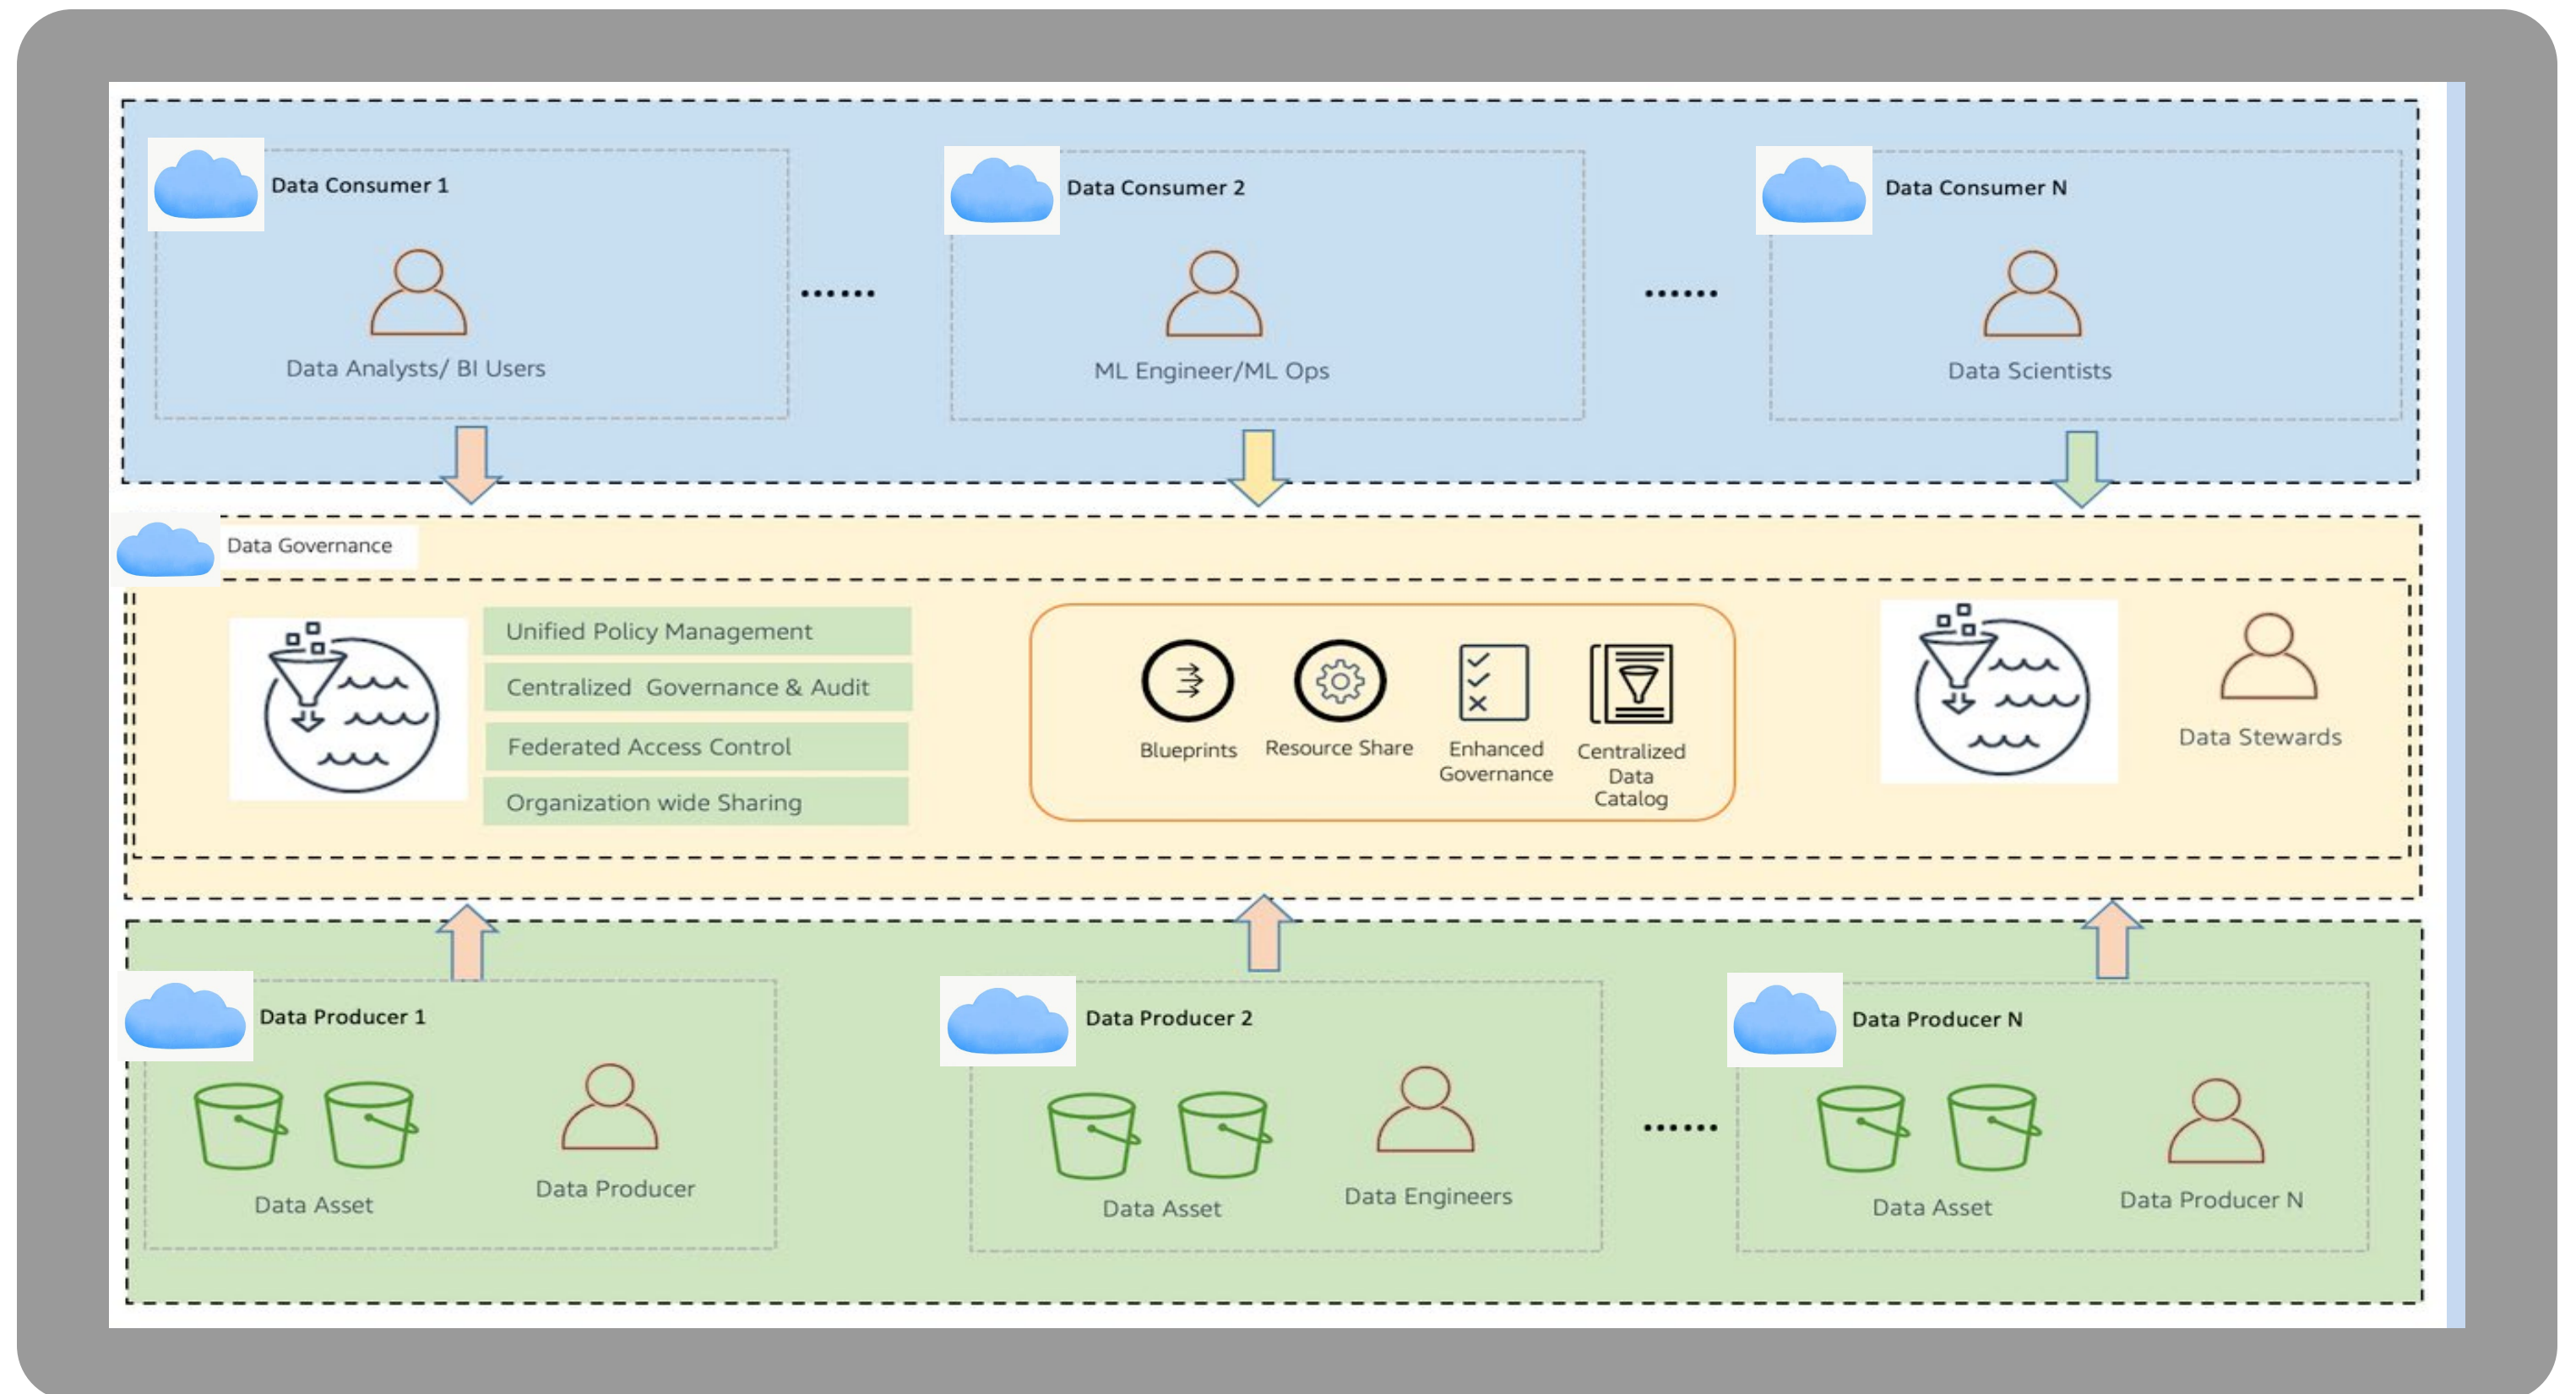 Data Consumer 1
Data Consumer 2
Data Consumer N
Data Analysts/ BI Users
ML Engineer/ML Ops
Data Scientists
Data Governance
Unified Policy Management
Centralized  Governance & Audit
Federated Access Control
Organization wide Sharing
Blueprints
Resource Share
Enhanced
Governance
Centralized
Data
Catalog
Data Stewards
Data Producer 1
Data Producer 2
Data Producer N
Data Asset
Data Producer
Data Asset
Data Engineers
Data Asset
Data Producer N